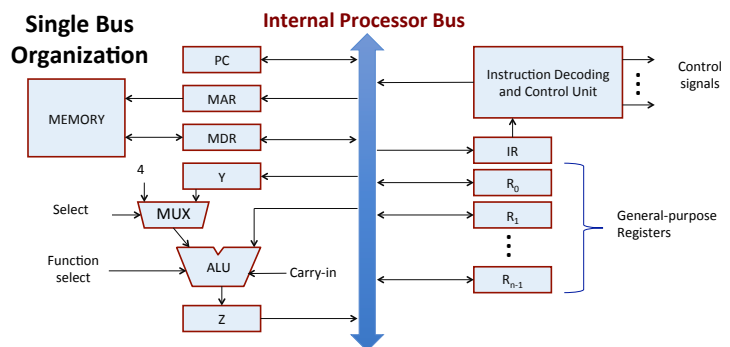 Single Bus
Organization
Internal Processor Bus
PC
MAR
MEMORY
MDR
Y
4
Select
MUX
Function
select
ALU
Carry-in
Z
Instruction Decoding
and Control Unit
Control
signals
IR
R0
R1
General-purpose
Registers
Rn-1